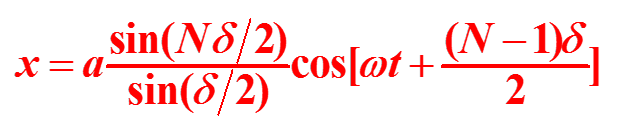 x = a sin(Nδ/2)/sin(δ/2) cos[ωt + (N − 1)δ/2]